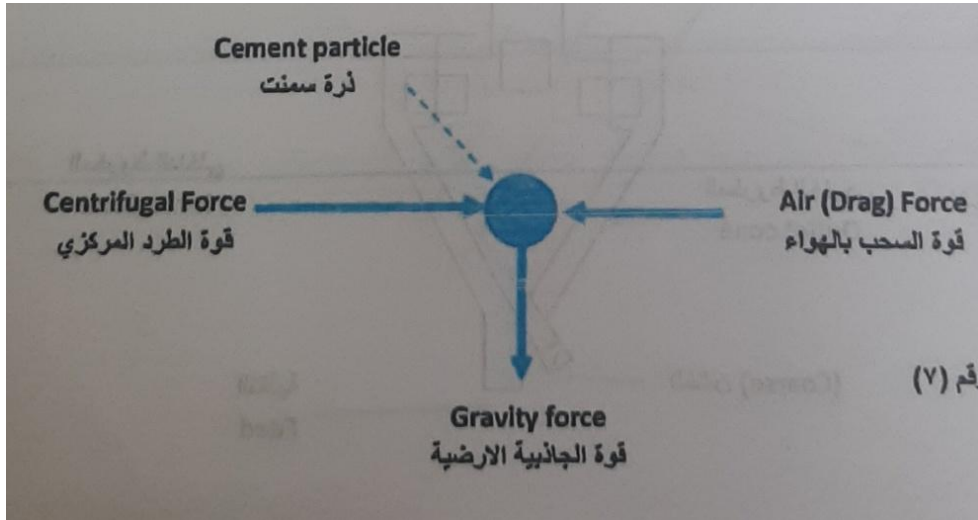 Cement particle
ذرة سمنت
Centrifugal Force
قوة الطرد المركزي
Air (Drag) Force
قوة السحب بالهواء
(٧)
Gravity force
قوة الجاذبية الارضية